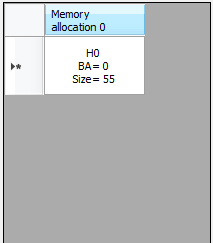 Memory
allocation 0
H0
BA= 0
Size= 55